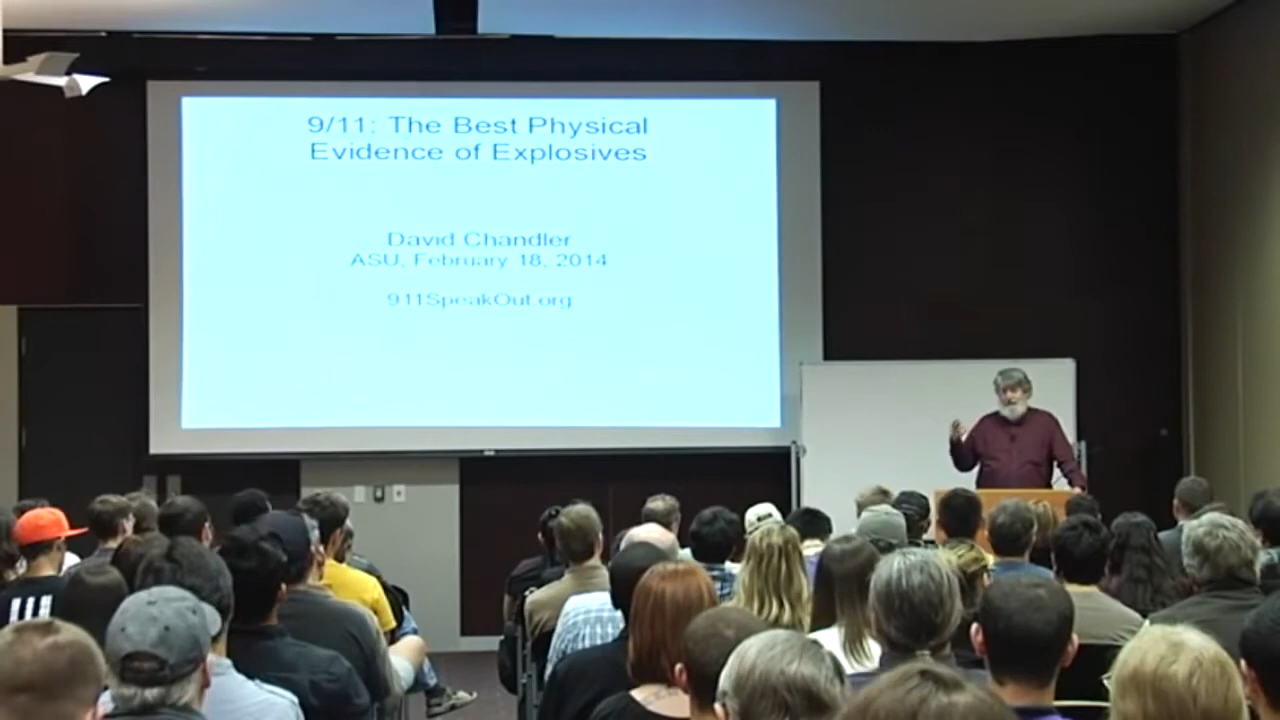 9/11: The Best Physical
Evidence of Explosives
David Chandler
ASU, February 18, 2014
911SpeakOut.org